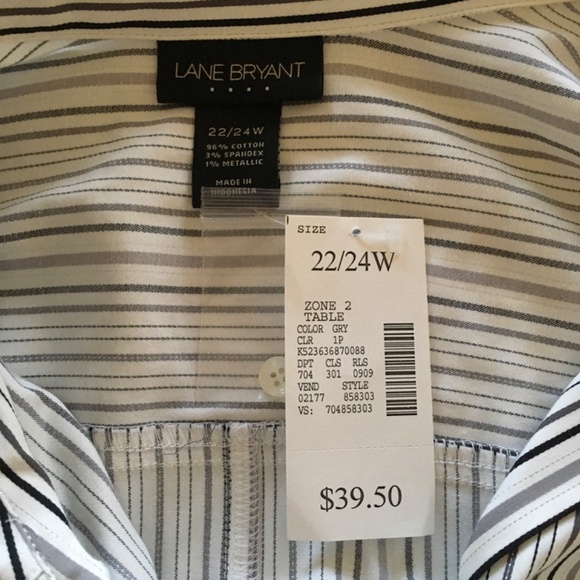 LANE BRYANT
22/24W
96% COTTON
3% SPANDEX
1% METALLIC
MADE IN
INDONESIA
SIZE
22/24W
ZONE 2
TABLE
COLOR GRY
CLR 1P
K523636870088
DPT CLS RLS
704 301 0909
VEND STYLE
02177 858303
VS: 704858303
$39.50